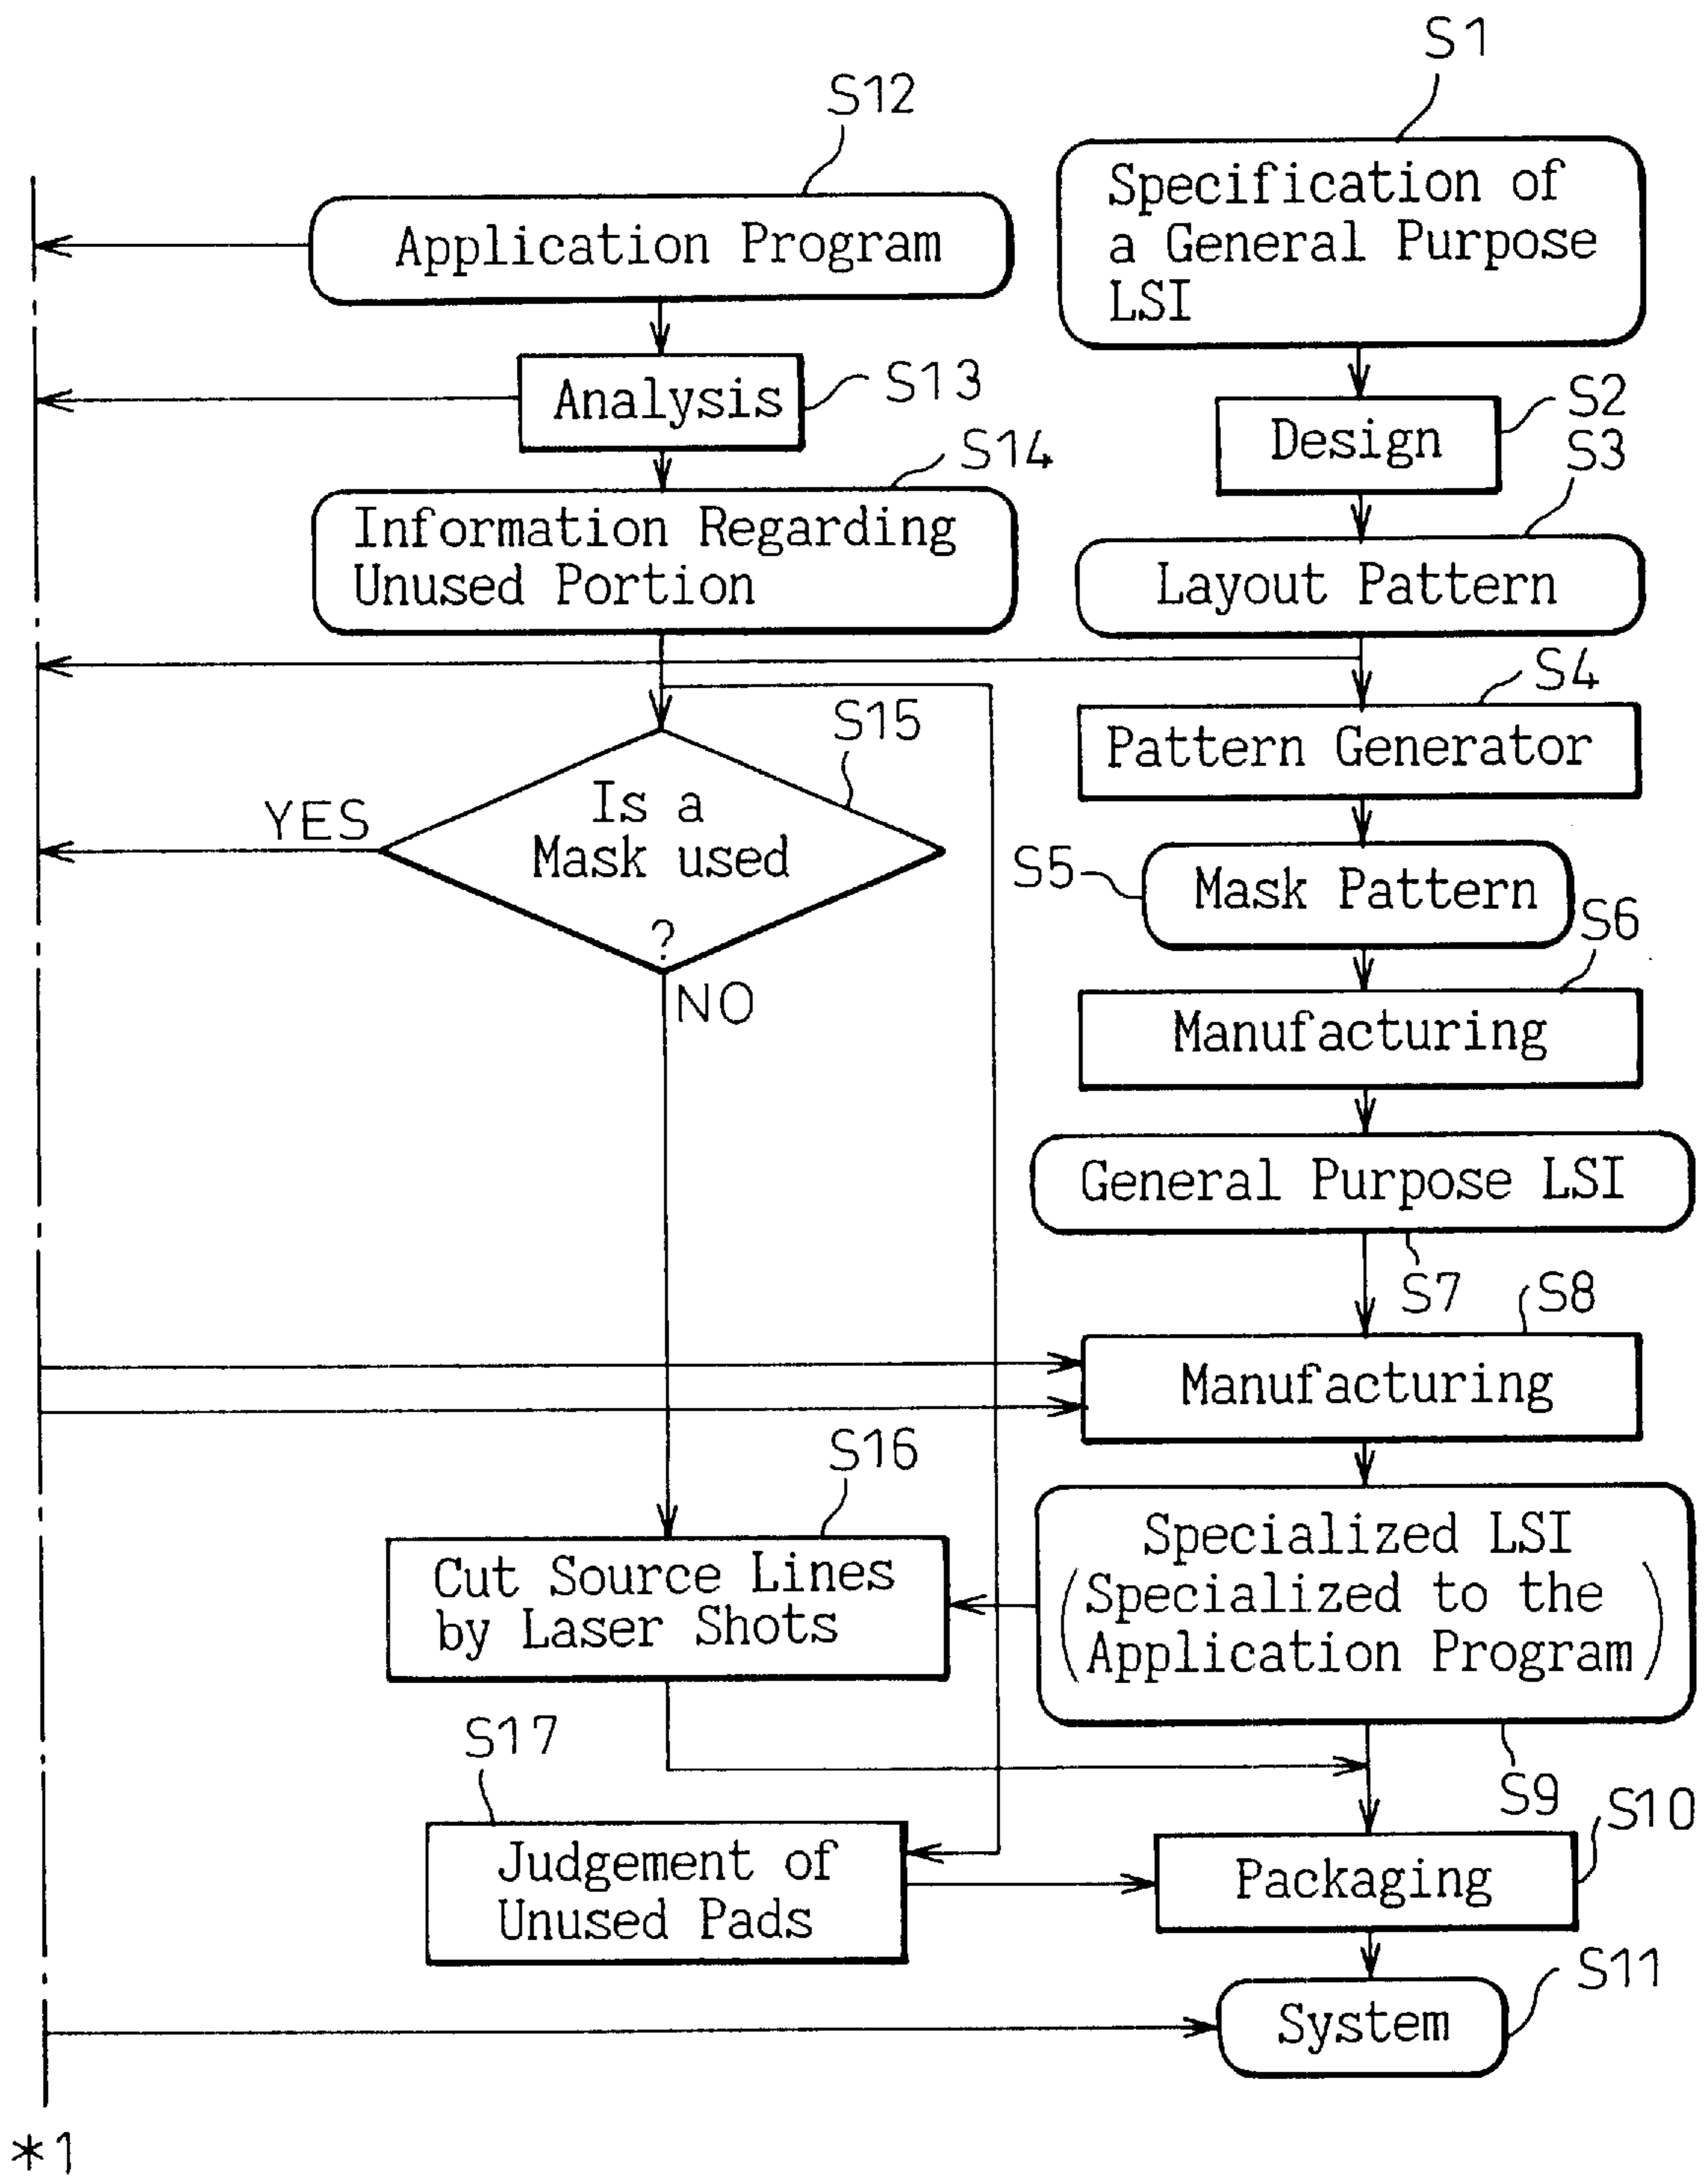 S1
S12
Specification of
a General Purpose
LSI
Application Program
Analysis
S13
S2
Design
S14
S3
Information Regarding
Unused Portion
Layout Pattern
S4
S15
Pattern Generator
YES
Is a
Mask used
?
S5
Mask Pattern
S6
NO
Manufacturing
General Purpose LSI
S7
S8
Manufacturing
S16
Cut Source Lines
by Laser Shots
Specialized LSI
(Specialized to the
Application Program)
S17
S9
S10
Judgement of
Unused Pads
Packaging
S11
System
*1